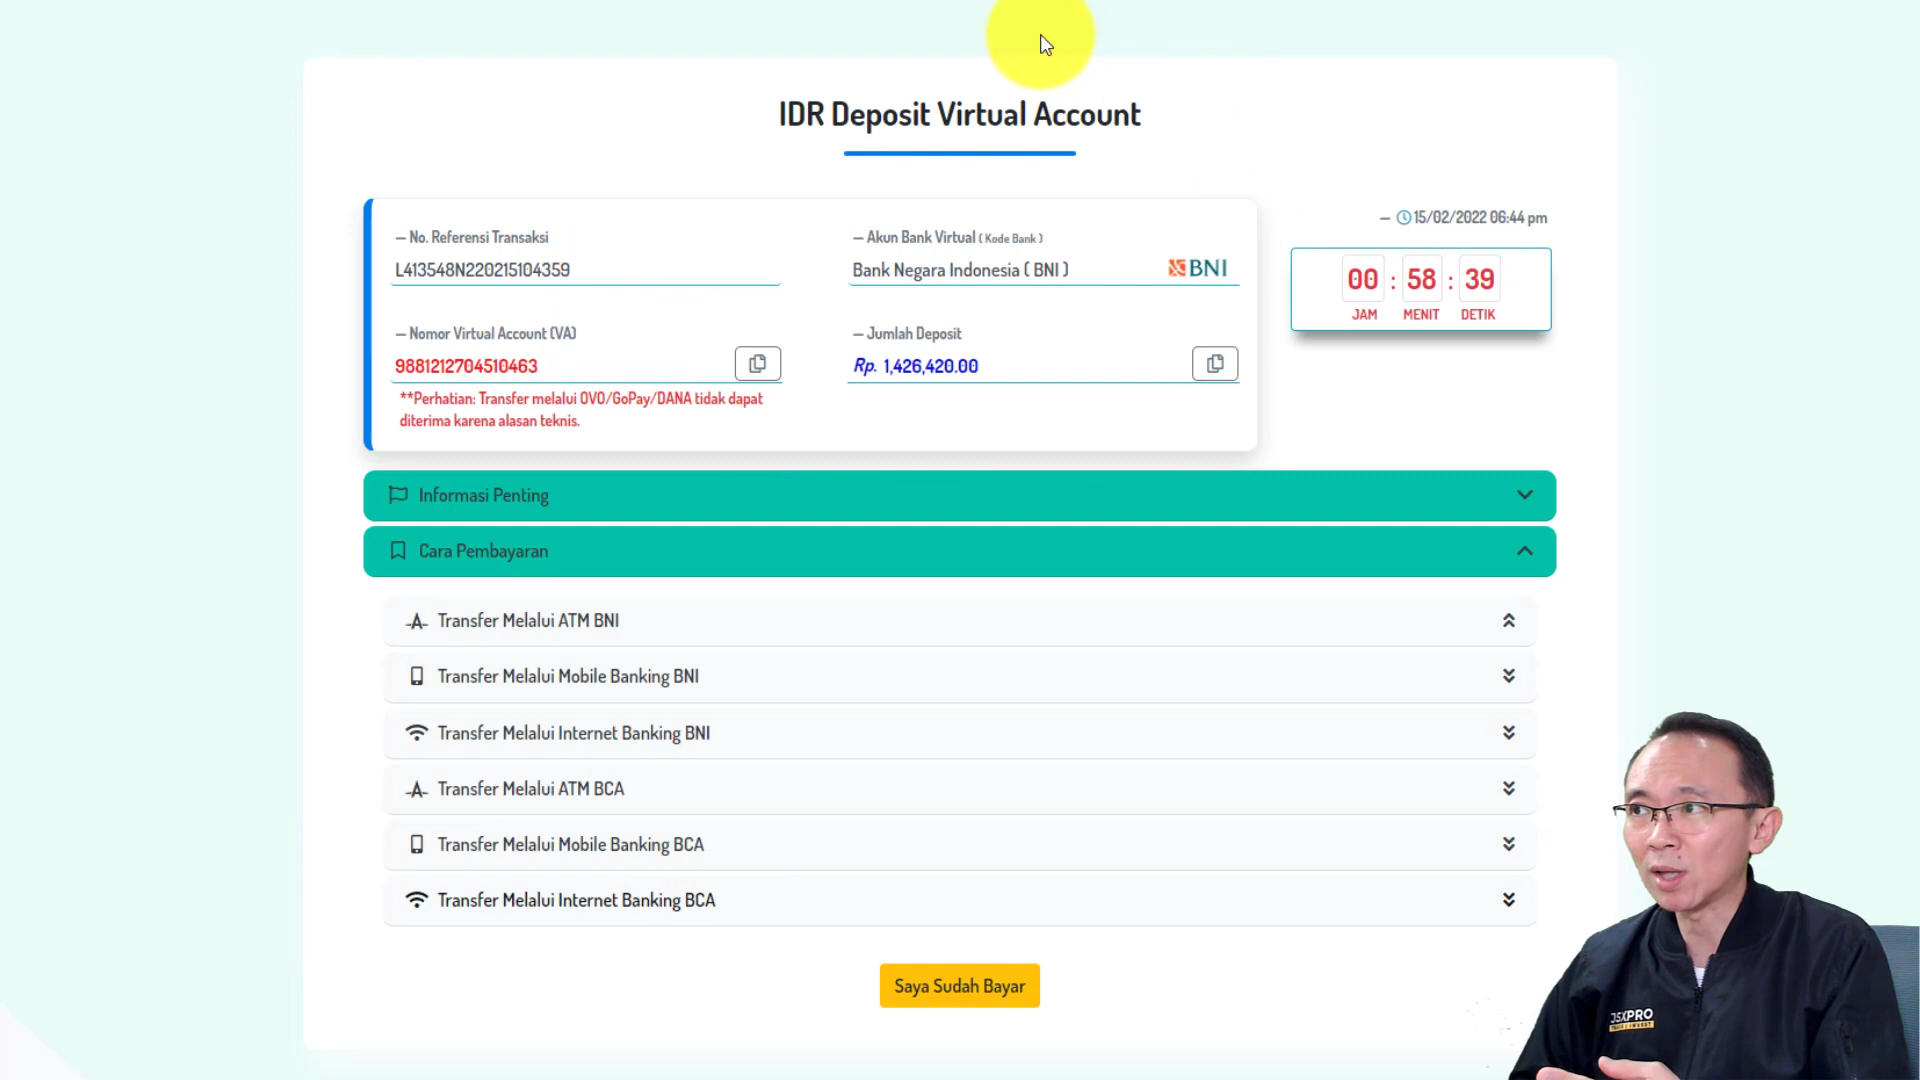 IDR Deposit Virtual Account
— No. Referensi Transaksi
L413548N220215104359
— Akun Bank Virtual ( Kode Bank )
Bank Negara Indonesia ( BNI )
BNI
— 15/02/2022 06:44 pm
00 : 58 : 39
JAM MENIT DETIK
— Nomor Virtual Account (VA)
9881212704510463
**Perhatian: Transfer melalui OVO/GoPay/DANA tidak dapat
diterima karena alasan teknis.
— Jumlah Deposit
Rp. 1,426,420.00
Informasi Penting
Cara Pembayaran
Transfer Melalui ATM BNI
Transfer Melalui Mobile Banking BNI
Transfer Melalui Internet Banking BNI
Transfer Melalui ATM BCA
Transfer Melalui Mobile Banking BCA
Transfer Melalui Internet Banking BCA
Saya Sudah Bayar
JSXPRO